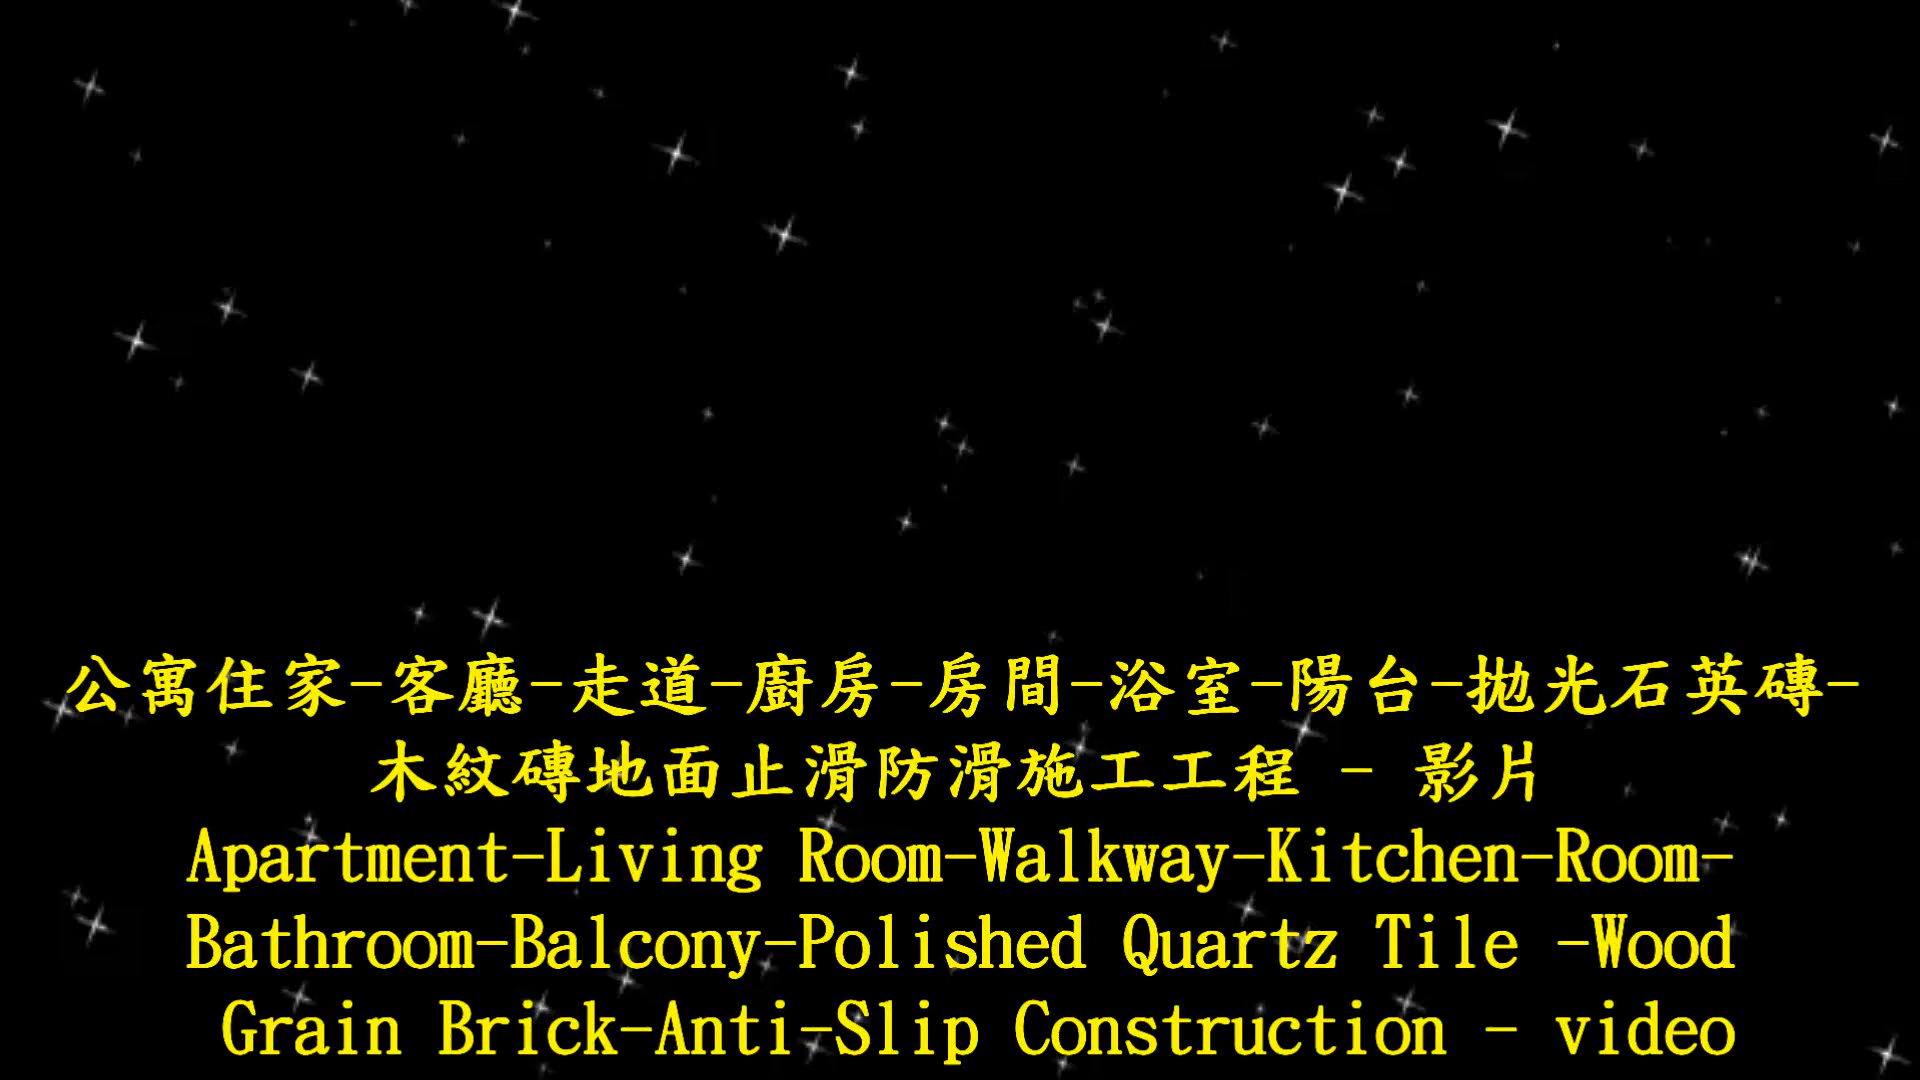 公寓住家-客廳-走道-廚房-房間-浴室-陽台-拋光石英磚-
木紋磚地面止滑防滑施工工程 - 影片
Apartment-Living Room-Walkway-Kitchen-Room-
Bathroom-Balcony-Polished Quartz Tile -Wood
Grain Brick-Anti-Slip Construction - video